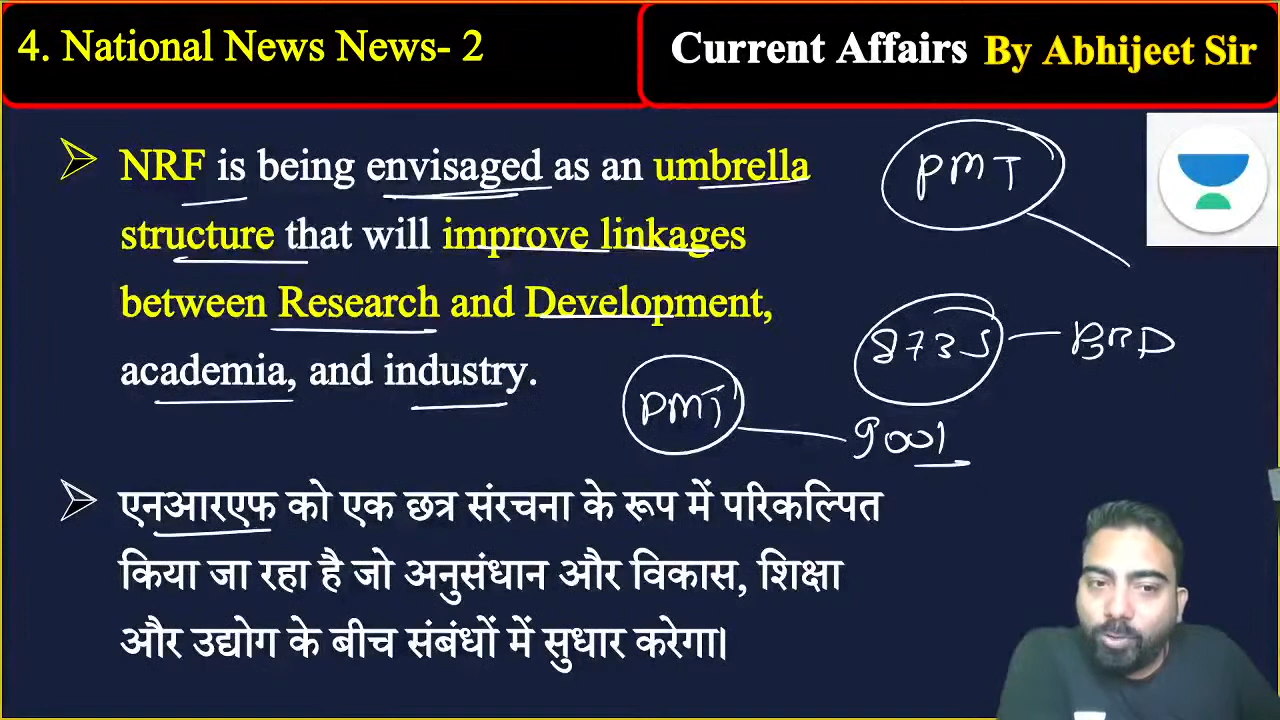 4. National News News- 2
Current Affairs By Abhijeet Sir
NRF is being envisaged as an umbrella
structure that will improve linkages
between Research and Development,
academia, and industry.
PMT
8735
PMT
9001
एनआरएफ को एक छत्र संरचना के रूप में परिकल्पित
किया जा रहा है जो अनुसंधान और विकास, शिक्षा
और उद्योग के बीच संबंधों में सुधार करेगा।